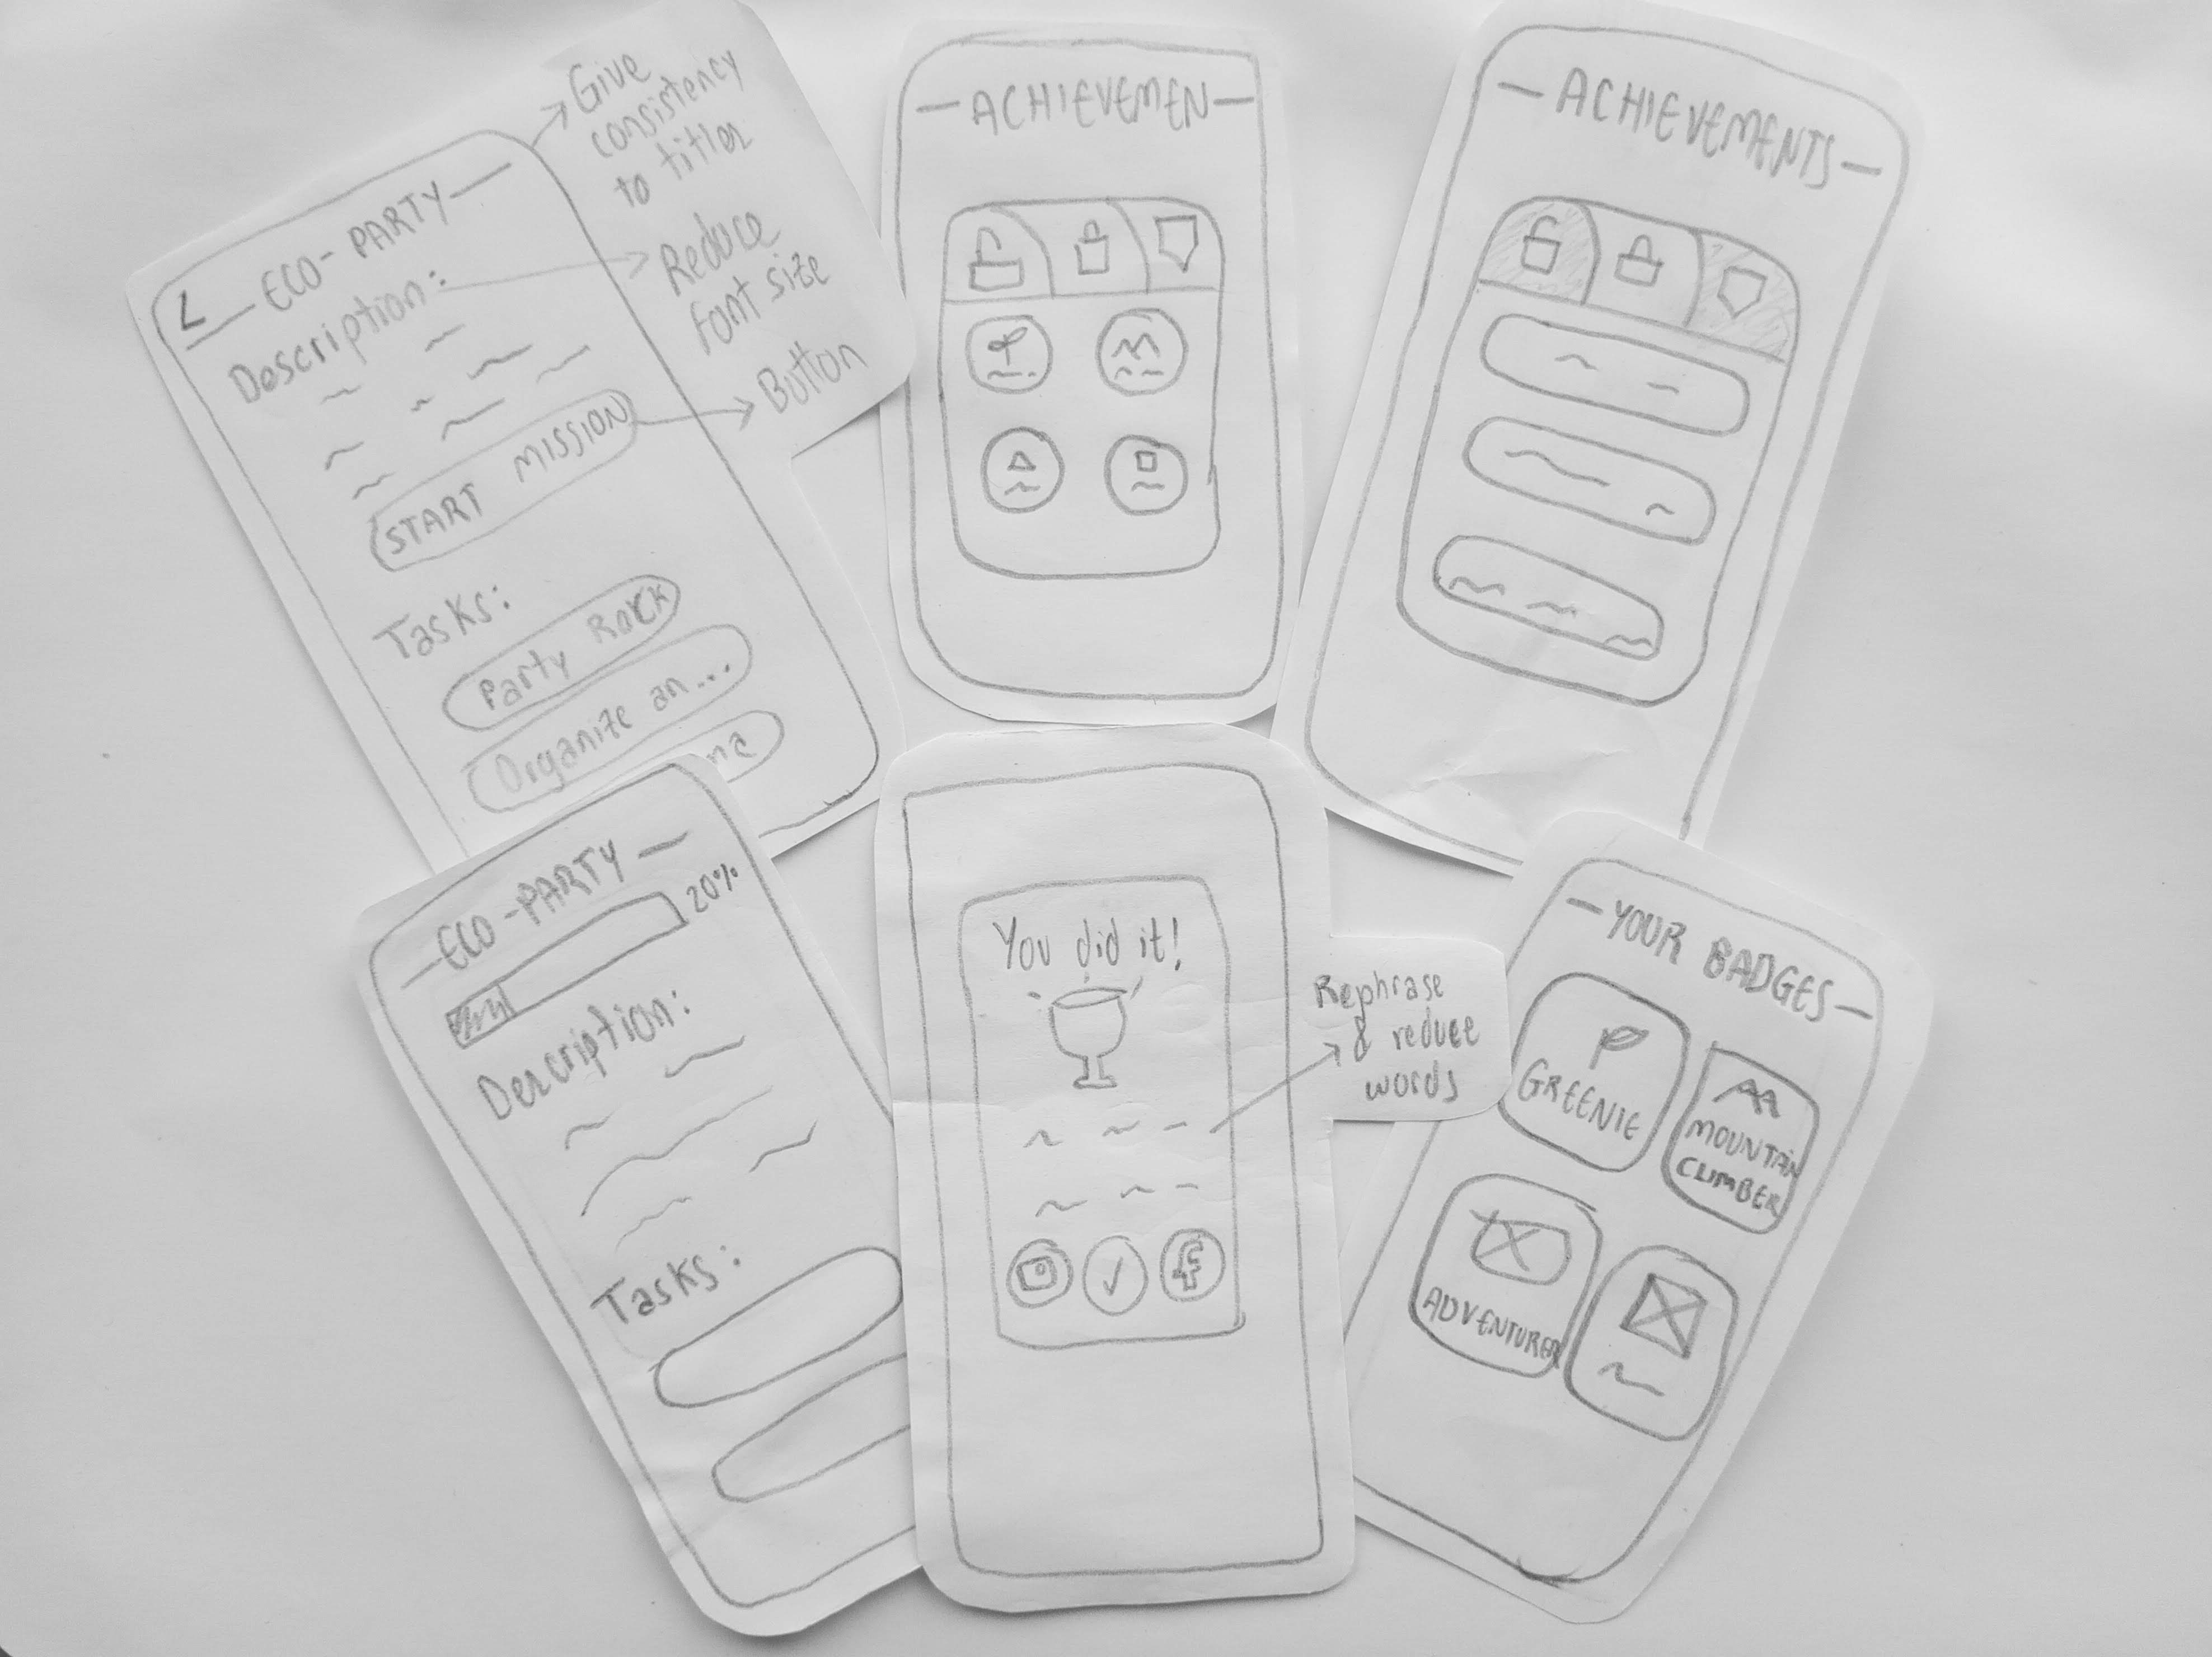 L
— ECO-PARTY —
Description:
START MISSION
Tasks:
Party Rock
Organize an...
Give
consistency
to titler
Reduce
font size
Button
— ACHIEVEMEN —
— ACHIEVEMENTS —
— ECO-PARTY —
20%
Description:
Tasks:
You did it!
f
Rephrase
& reduce
words
— YOUR BADGES —
GREENIE
MOUNTAIN
CLIMBER
ADVENTURER